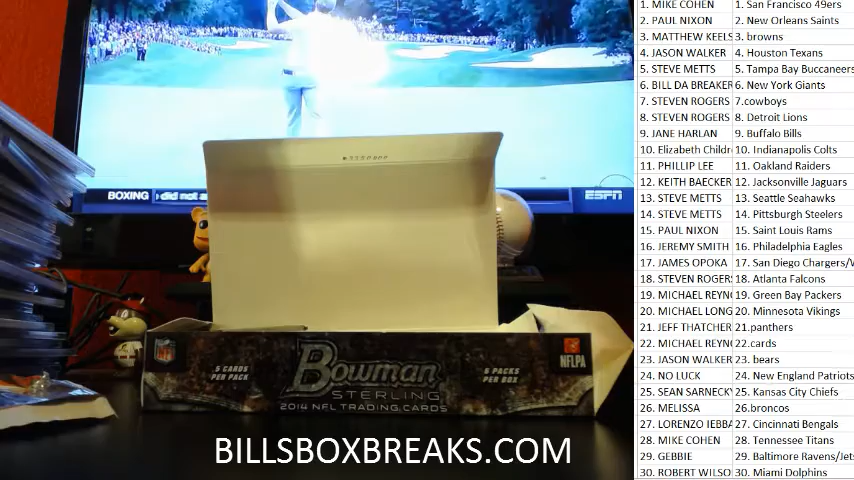 BOXING did not a
ESPN
NFL
5 CARDS
PER PACK
Bowman
STERLING
2014 NFL TRADING CARDS
6 PACKS
PER BOX
NFLPA
BILLSBOXBREAKS.COM
1. MIKE COHEN 1. San Francisco 49ers
2. PAUL NIXON 2. New Orleans Saints
3. MATTHEW KEELS 3. browns
4. JASON WALKER 4. Houston Texans
5. STEVE METTS 5. Tampa Bay Buccaneers
6. BILL DA BREAKER 6. New York Giants
7. STEVEN ROGERS 7.cowboys
8. STEVEN ROGERS 8. Detroit Lions
9. JANE HARLAN 9. Buffalo Bills
10. Elizabeth Childr 10. Indianapolis Colts
11. PHILLIP LEE 11. Oakland Raiders
12. KEITH BAECKER 12. Jacksonville Jaguars
13. STEVE METTS 13. Seattle Seahawks
14. STEVE METTS 14. Pittsburgh Steelers
15. PAUL NIXON 15. Saint Louis Rams
16. JEREMY SMITH 16. Philadelphia Eagles
17. JAMES OPOKA 17. San Diego Chargers/V
18. STEVEN ROGERS 18. Atlanta Falcons
19. MICHAEL REYN 19. Green Bay Packers
20. MICHAEL LONG 20. Minnesota Vikings
21. JEFF THATCHER 21.panthers
22. MICHAEL REYN 22.cards
23. JASON WALKER 23. bears
24. NO LUCK 24. New England Patriots
25. SEAN SARNECK 25. Kansas City Chiefs
26. MELISSA 26.broncos
27. LORENZO IEBBA 27. Cincinnati Bengals
28. MIKE COHEN 28. Tennessee Titans
29. GEBBIE 29. Baltimore Ravens/Jets
30. ROBERT WILSO 30. Miami Dolphins